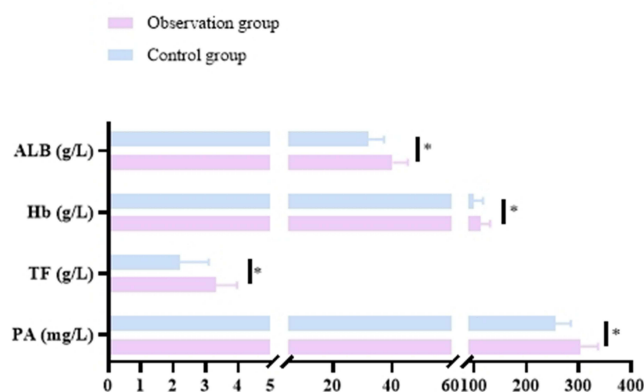 Observation group
Control group
ALB (g/L)
*
Hb (g/L)
*
TF (g/L)
*
PA (mg/L)
*
0 1 2 3 4 5 20 40 60 100 200 300 400